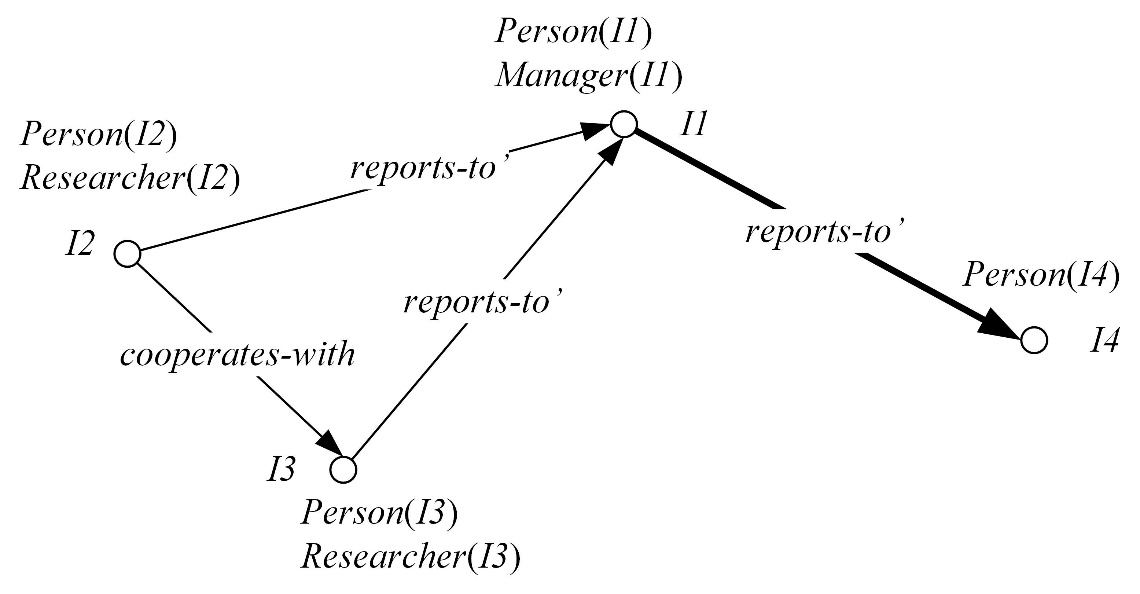 Person(I1)
Manager(I1)
I1
Person(I2)
Researcher(I2)
reports-to’
I2
reports-to’
Person(I4)
reports-to’
I4
cooperates-with
I3
Person(I3)
Researcher(I3)